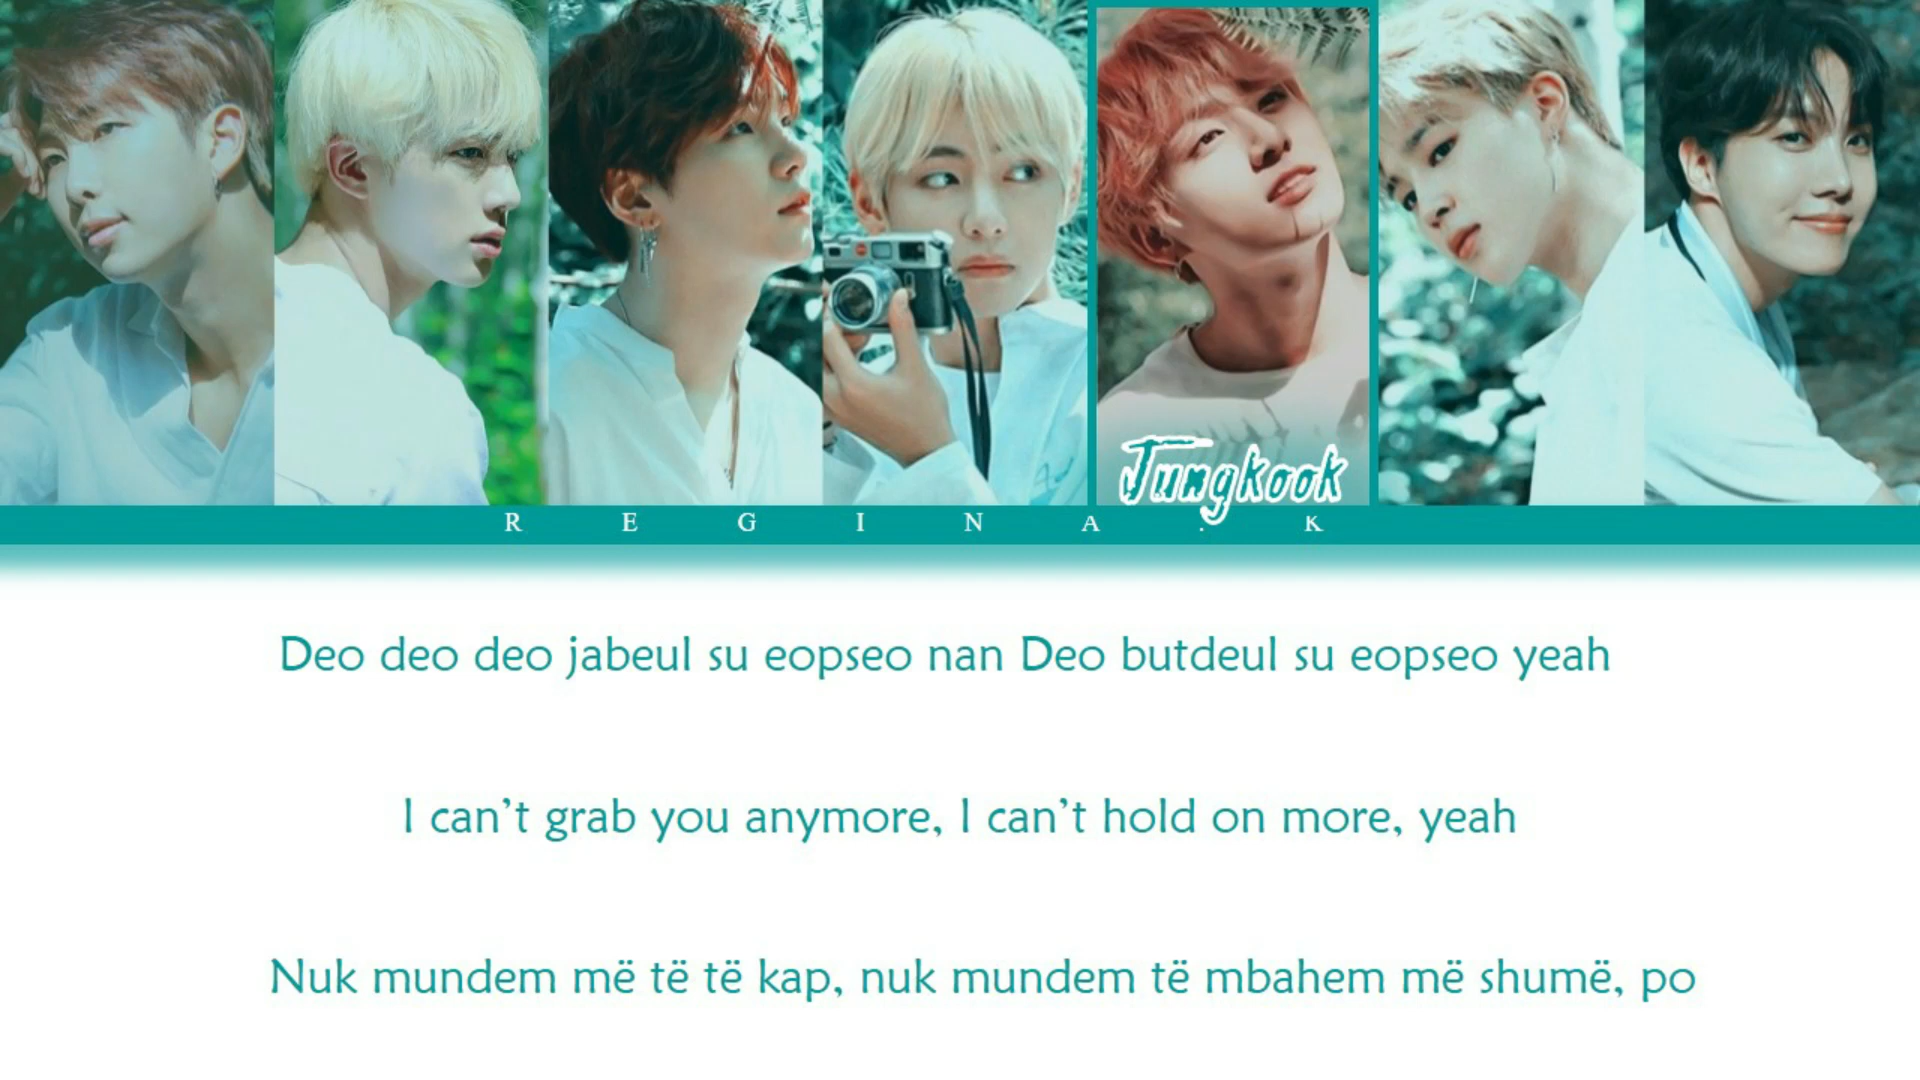 Jungkook
R E G I N A . K
Deo deo deo jabeul su eopseo nan Deo butdeul su eopseo yeah
I can’t grab you anymore, I can’t hold on more, yeah
Nuk mundem më të të kap, nuk mundem të mbahem më shumë, po